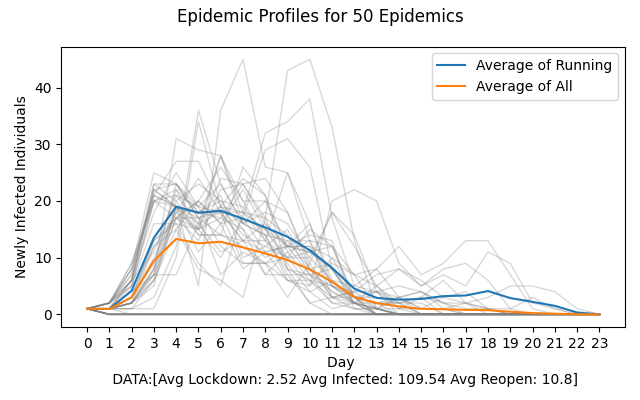 Epidemic Profiles for 50 Epidemics
Average of Running
Average of All
Newly Infected Individuals
40
30
20
10
0
0 1 2 3 4 5 6 7 8 9 10 11 12 13 14 15 16 17 18 19 20 21 22 23
Day
DATA:[Avg Lockdown: 2.52 Avg Infected: 109.54 Avg Reopen: 10.8]